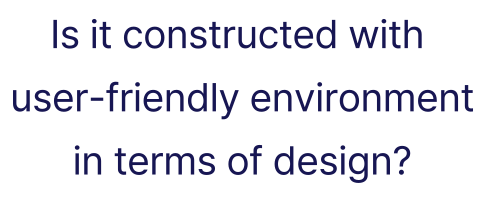 Is it constructed with
user-friendly environment
in terms of design?